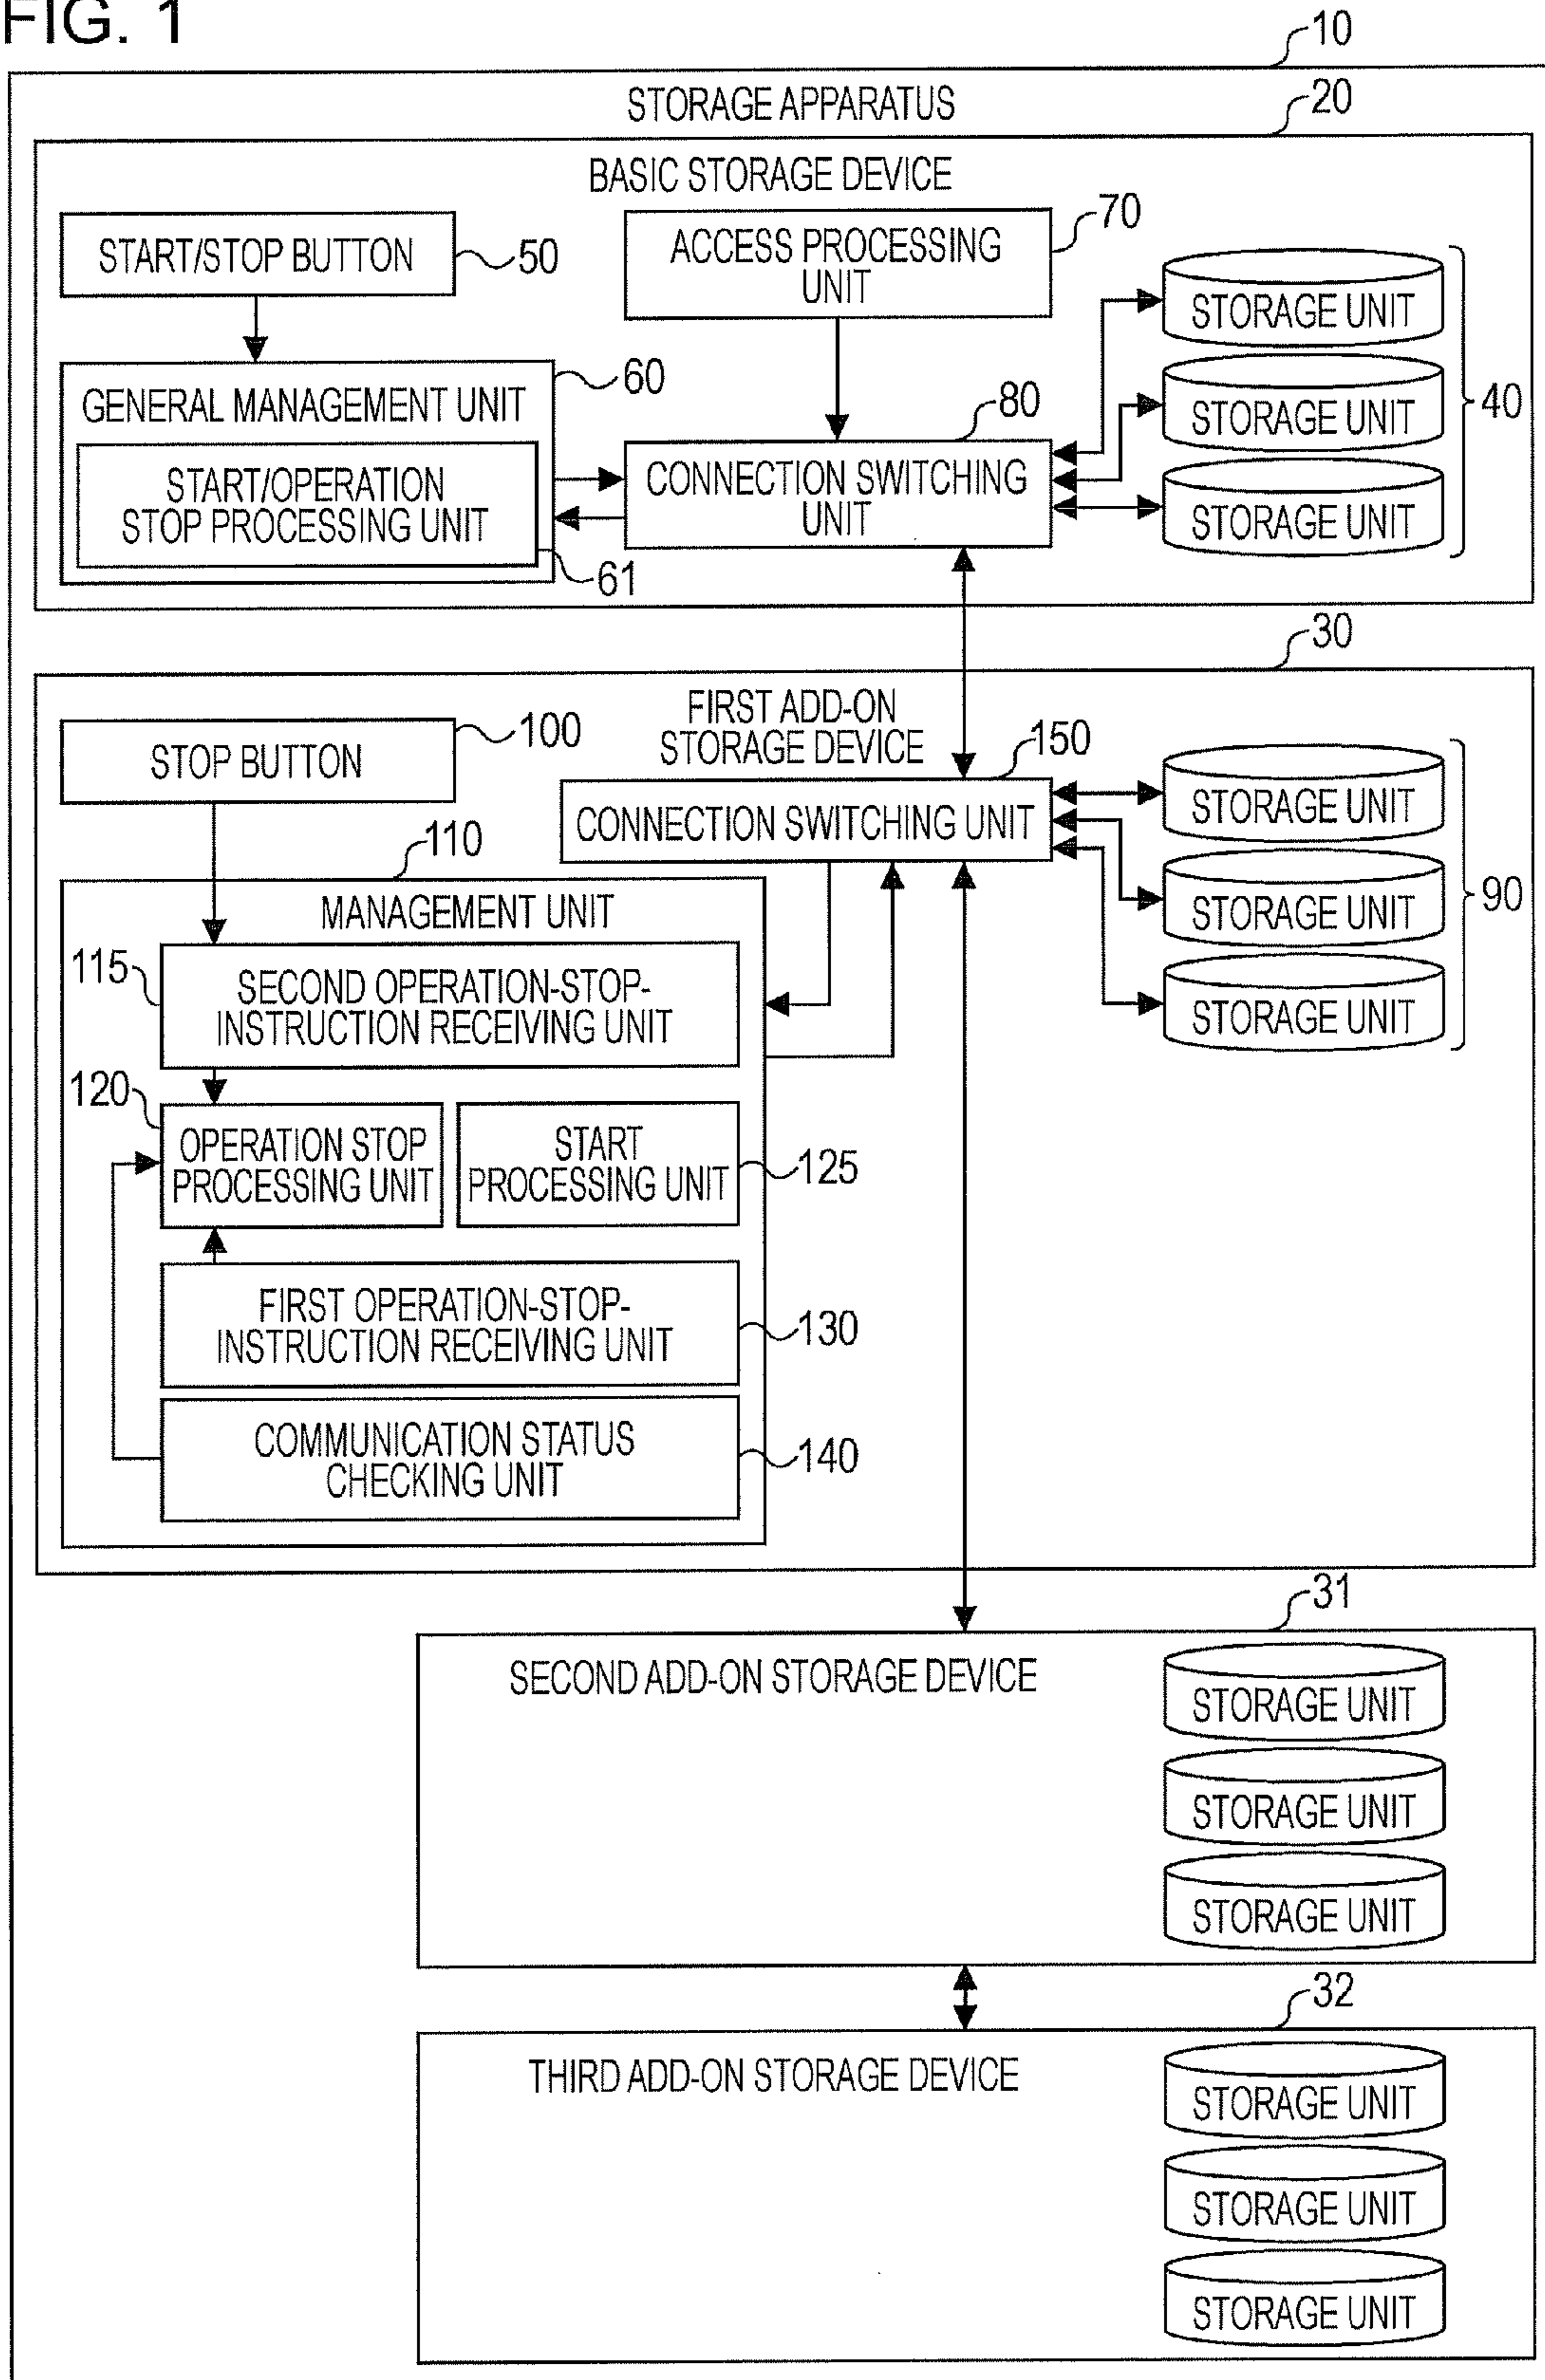 FIG. 1
10
STORAGE APPARATUS
20
BASIC STORAGE DEVICE
START/STOP BUTTON
50
ACCESS PROCESSING
UNIT
70
STORAGE UNIT
STORAGE UNIT
STORAGE UNIT
40
GENERAL MANAGEMENT UNIT
60
START/OPERATION
STOP PROCESSING UNIT
61
80
CONNECTION SWITCHING
UNIT
30
FIRST ADD-ON
STORAGE DEVICE
STOP BUTTON
100
150
CONNECTION SWITCHING UNIT
STORAGE UNIT
STORAGE UNIT
STORAGE UNIT
90
110
MANAGEMENT UNIT
115
SECOND OPERATION-STOP-
INSTRUCTION RECEIVING UNIT
120
OPERATION STOP
PROCESSING UNIT
START
PROCESSING UNIT
125
FIRST OPERATION-STOP-
INSTRUCTION RECEIVING UNIT
130
COMMUNICATION STATUS
CHECKING UNIT
140
31
SECOND ADD-ON STORAGE DEVICE
STORAGE UNIT
STORAGE UNIT
STORAGE UNIT
32
THIRD ADD-ON STORAGE DEVICE
STORAGE UNIT
STORAGE UNIT
STORAGE UNIT